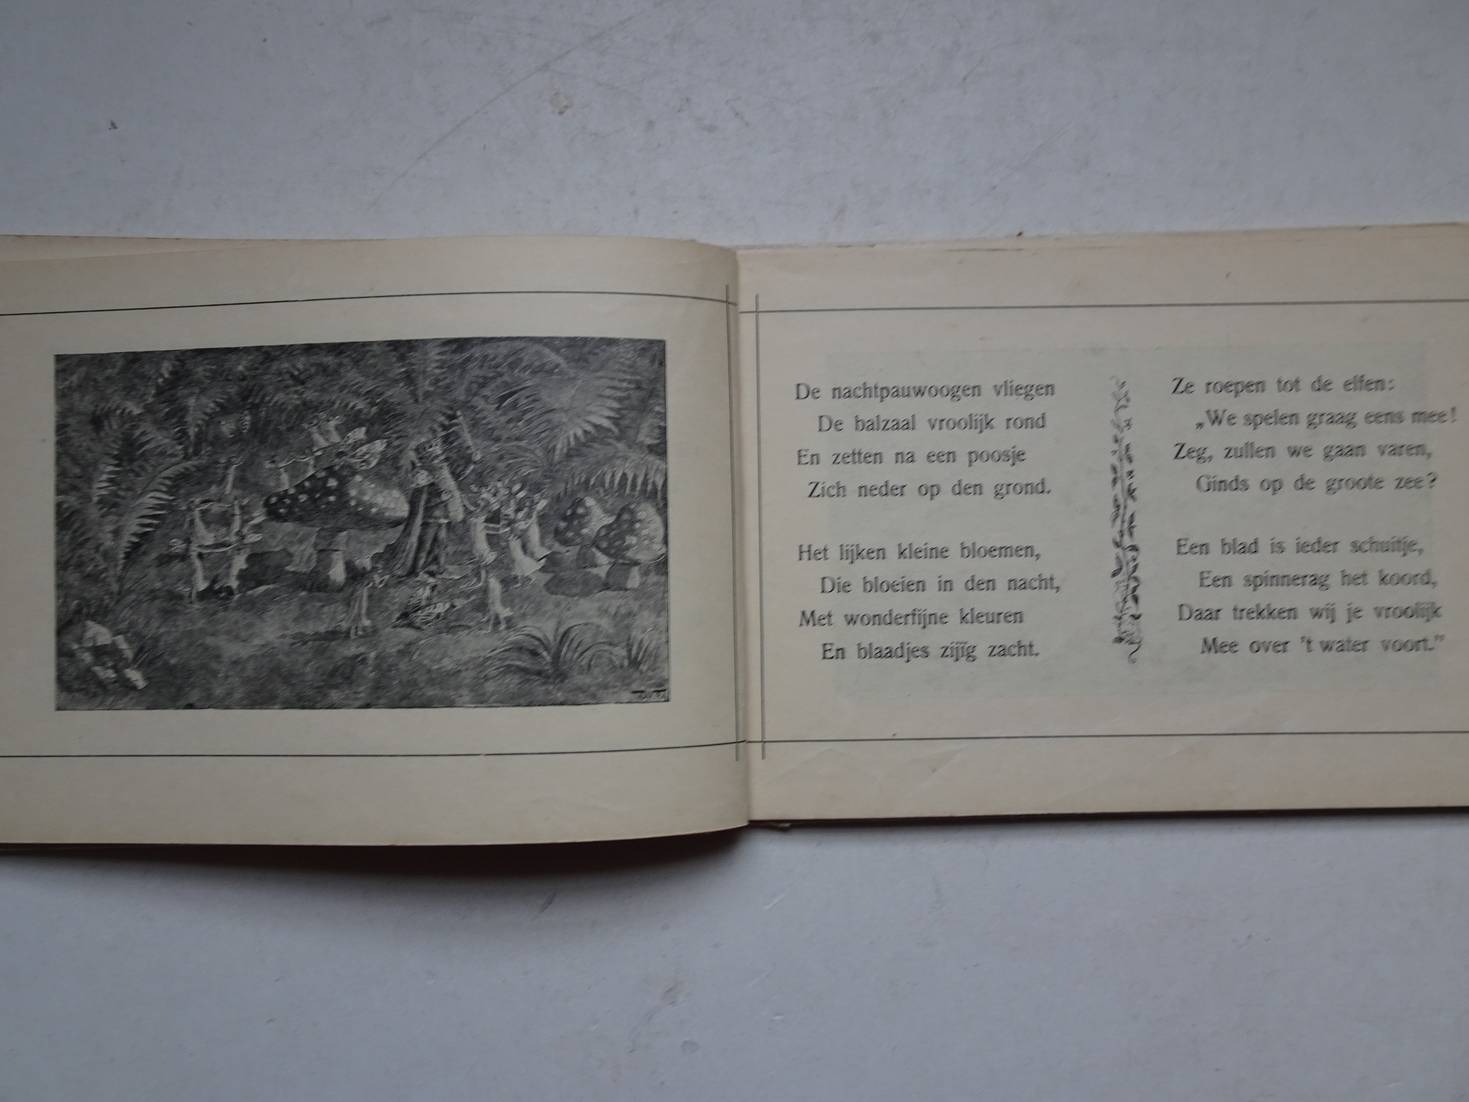 De nachtpauwoogen vliegen
De balzaal vroolijk rond
En zetten na een poosje
Zich neder op den grond.
Het lijken kleine bloemen,
Die bloeien in den nacht,
Met wonderfijne kleuren
En blaadjes zijïg zacht.
Ze roepen tot de elfen:
„We spelen graag eens mee!
Zeg, zullen we gaan varen,
Ginds op de groote zee?
Een blad is ieder schuitje,
Een spinnerag het koord,
Daar trekken wij je vroolijk
Mee over 't water voort.”